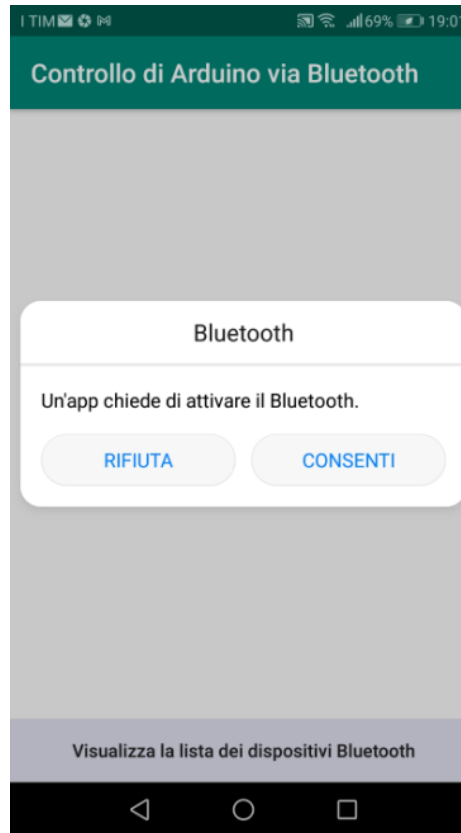 I TIM 69% 19:01
Controllo di Arduino via Bluetooth
Bluetooth
Un'app chiede di attivare il Bluetooth.
RIFIUTA CONSENTI
Visualizza la lista dei dispositivi Bluetooth